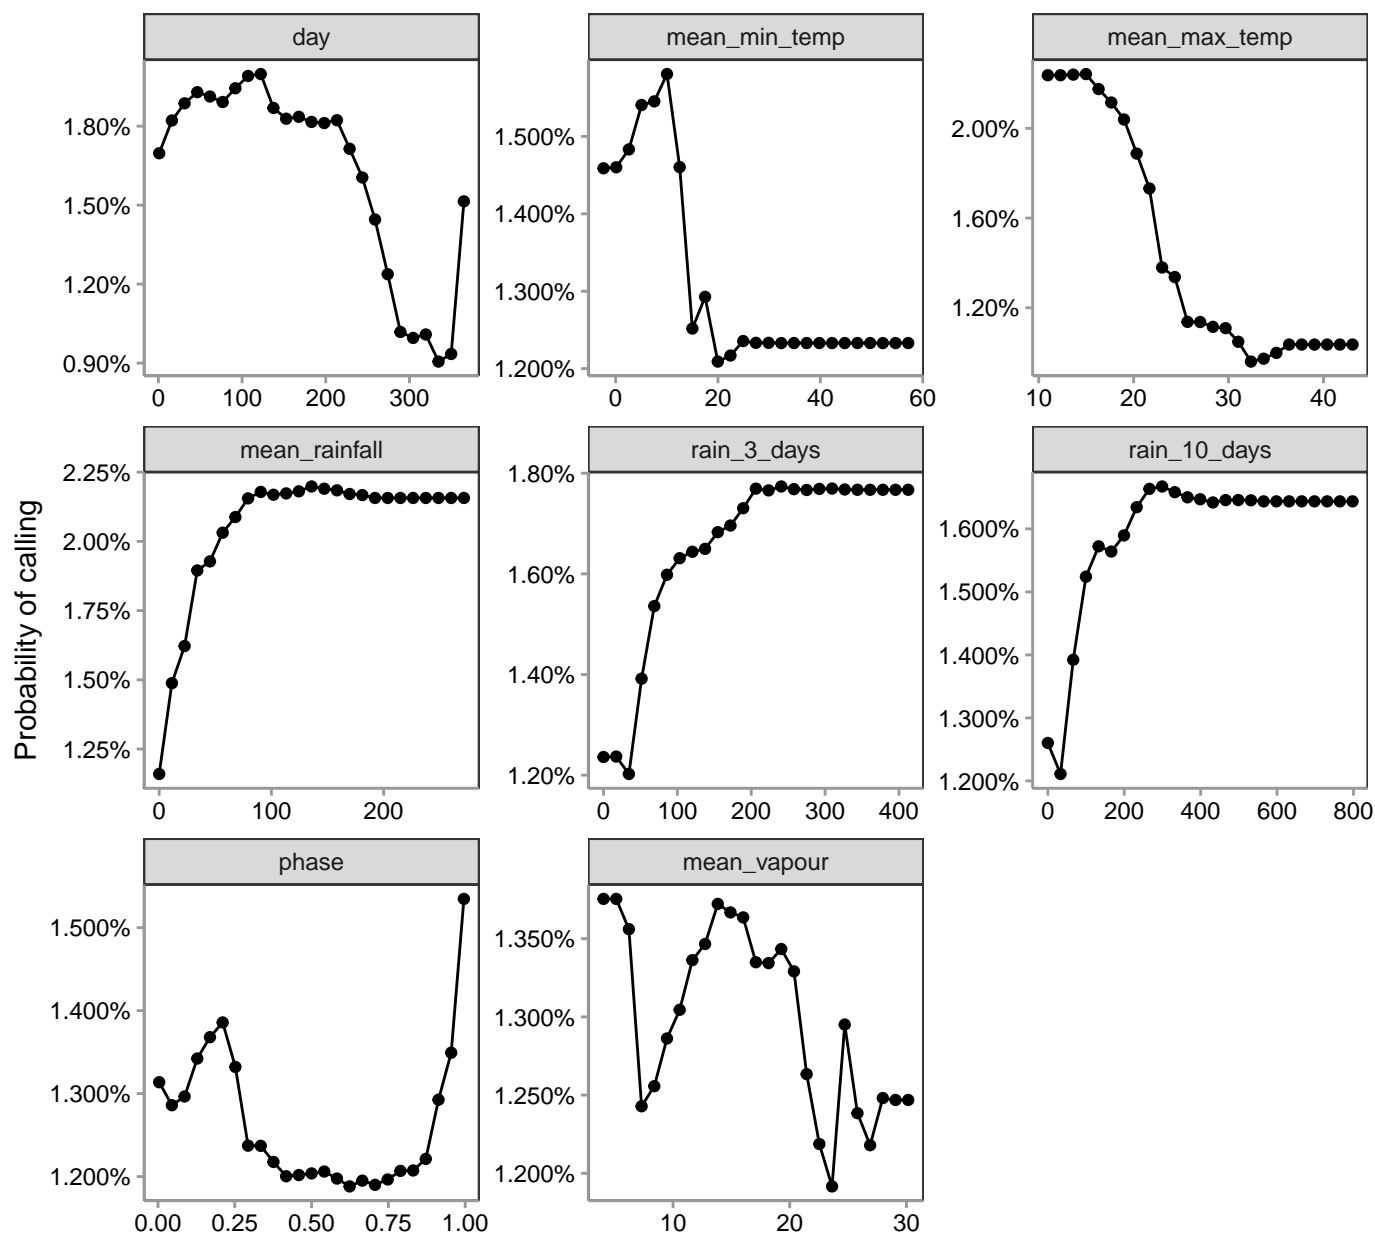 day
mean_min_temp
mean_max_temp
1.80%
1.50%
1.20%
0.90%
0 100 200 300
1.500%
1.400%
1.300%
1.200%
0 20 40 60
2.00%
1.60%
1.20%
10 20 30 40
mean_rainfall
rain_3_days
rain_10_days
Probability of calling
2.25%
2.00%
1.75%
1.50%
1.25%
0 100 200
1.80%
1.60%
1.40%
1.20%
0 100 200 300 400
1.600%
1.500%
1.400%
1.300%
1.200%
0 200 400 600 800
phase
mean_vapour
1.500%
1.400%
1.300%
1.200%
0.00 0.25 0.50 0.75 1.00
1.350%
1.300%
1.250%
1.200%
10 20 30